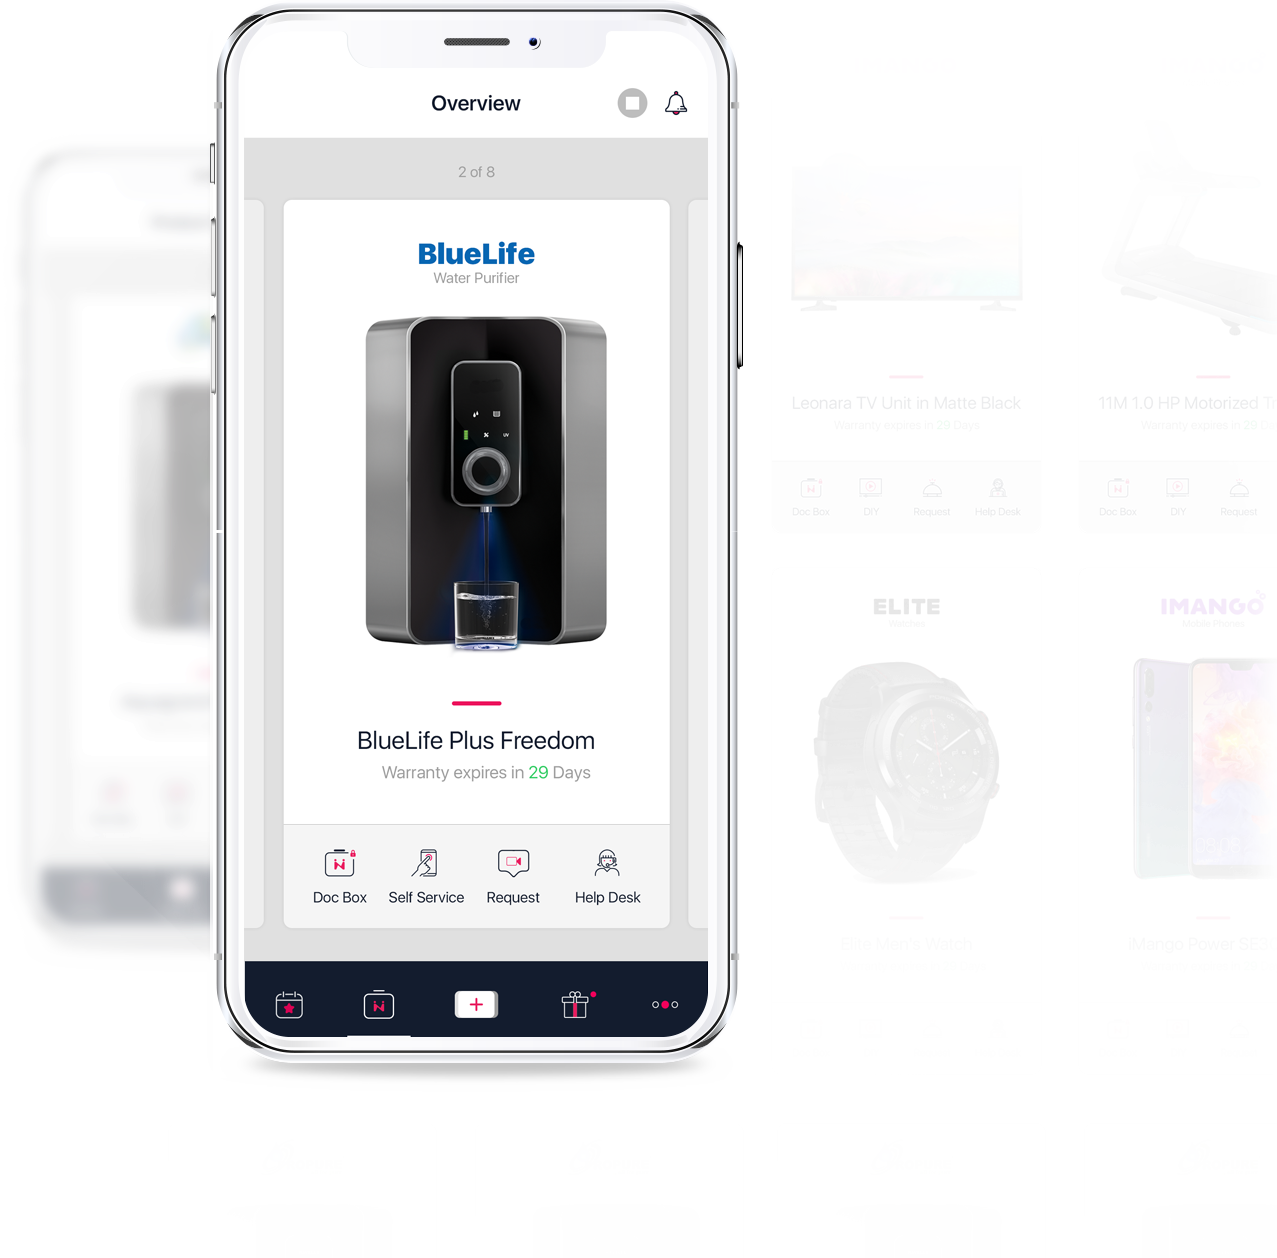 Overview
2 of 8
BlueLife
Water Purifier
UV
BlueLife Plus Freedom
Warranty expires in 29 Days
Doc Box
Self Service
Request
Help Desk
Leonara TV Unit in Matte Black
Warranty expires in 29 Days
Doc Box
DIY
Request
Help Desk
11M 1.0 HP Motorized
Warranty expires in 29
Doc Box
DIY
Request
ELITE
Watches
IMANGO
Mobile Phones
Elite Men's Watch
iMango Power